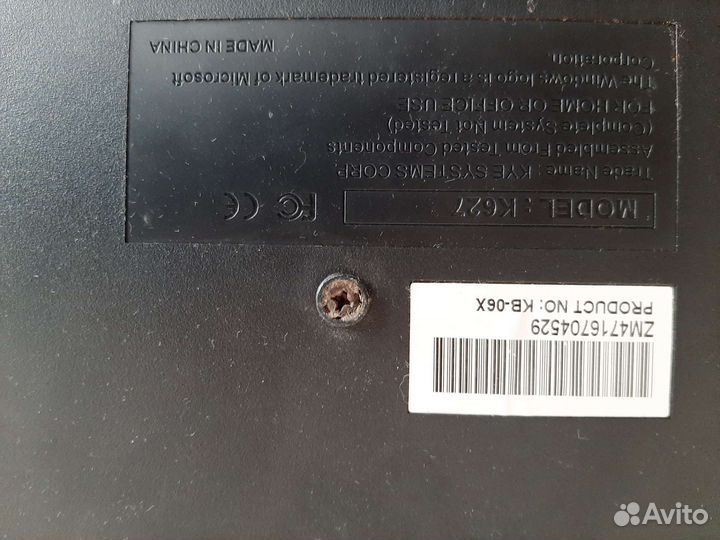 MODEL : K627
FC CE
Trade Name : KYE SYSTEMS CORP.
Assembled From Tested Components
(Complete System Not Tested)
FOR HOME OR OFFICE USE
The Windows logo is a registered trademark of Microsoft
Corporation.
MADE IN CHINA
ZM4716704529
PRODUCT NO: KB-06X
Avito